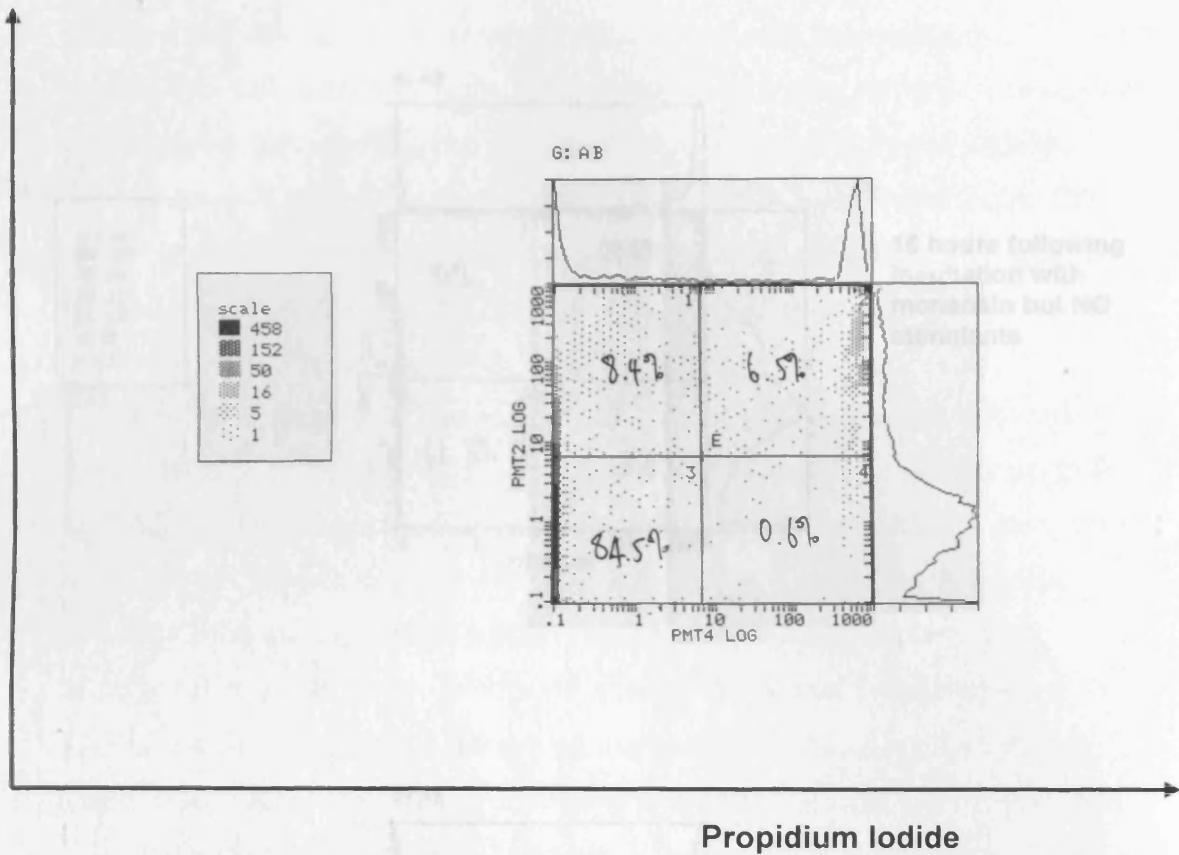 G: AB
16 hours following
incubation with
monensin but NO
stimulants
scale
458
152
50
16
5
1
1000
100
10
1
.1
PMT2 LOG
1
2
8.4%
6.5%
E
3
4
84.5%
0.6%
.1
1
10
100
1000
PMT4 LOG
Propidium Iodide